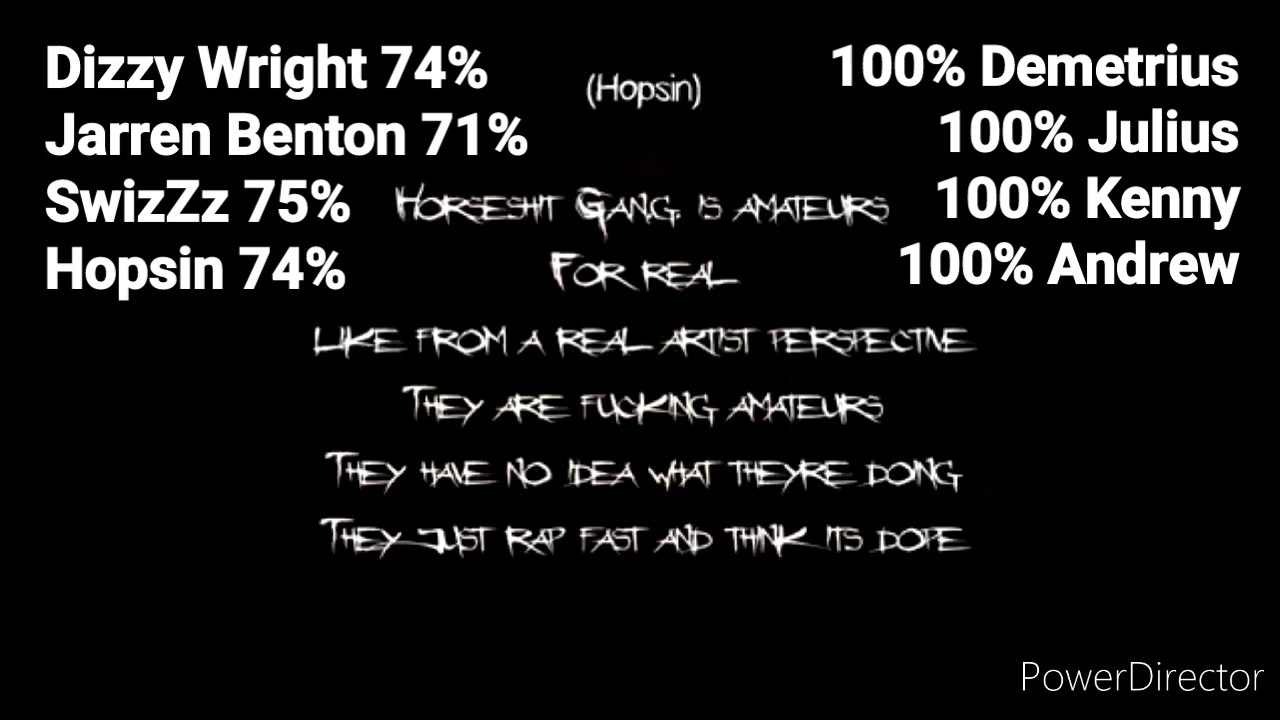 Dizzy Wright 74%
Jarren Benton 71%
SwizZz 75%
Hopsin 74%
100% Demetrius
100% Julius
100% Kenny
100% Andrew
(Hopsin)
HORSESHIT GANG IS AMATEURS
FOR REAL
LIKE FROM A REAL ARTIST PERSPECTIVE
THEY ARE FUCKING AMATEURS
THEY HAVE NO IDEA WHAT THEYRE DOING
THEY JUST RAP FAST AND THINK ITS DOPE
PowerDirector